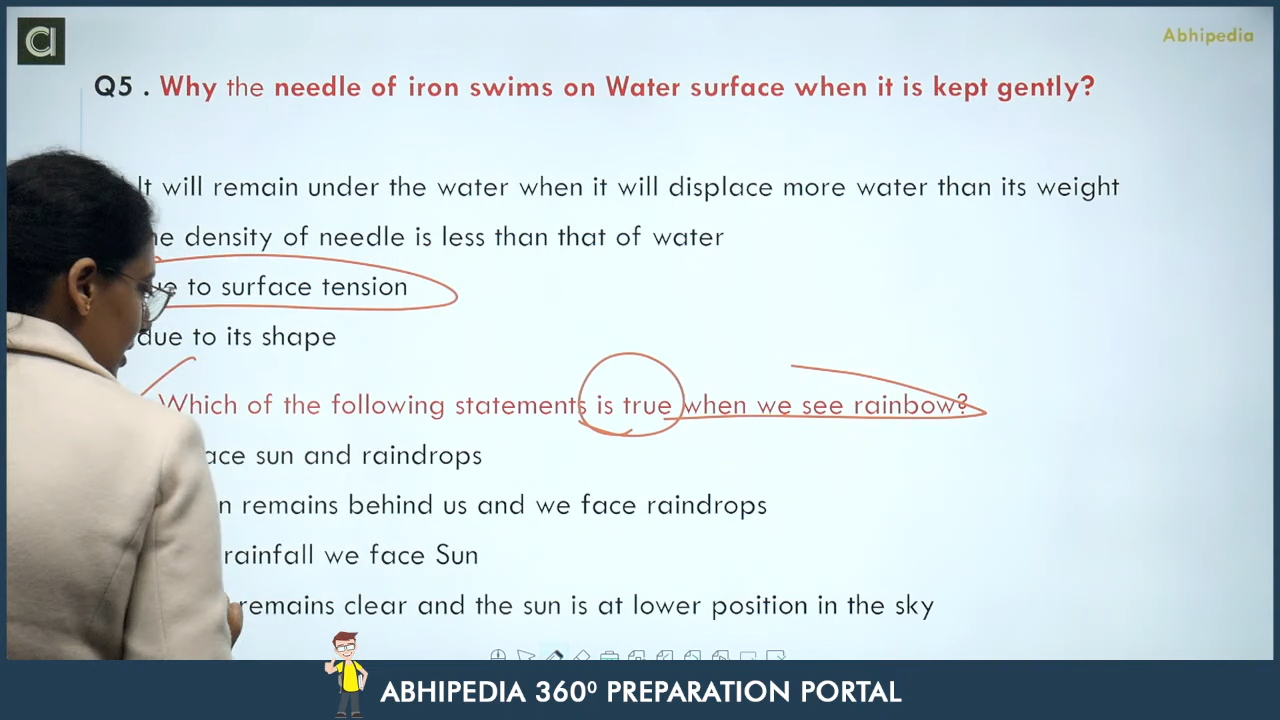 Abhipedia
Q5 . Why the needle of iron swims on Water surface when it is kept gently?
It will remain under the water when it will displace more water than its weight
density of needle is less than that of water
to surface tension
due to its shape
Which of the following statements is true when we see rainbow?
sun and raindrops
remains behind us and we face raindrops
rainfall we face Sun
remains clear and the sun is at lower position in the sky
ABHIPEDIA 360⁰ PREPARATION PORTAL